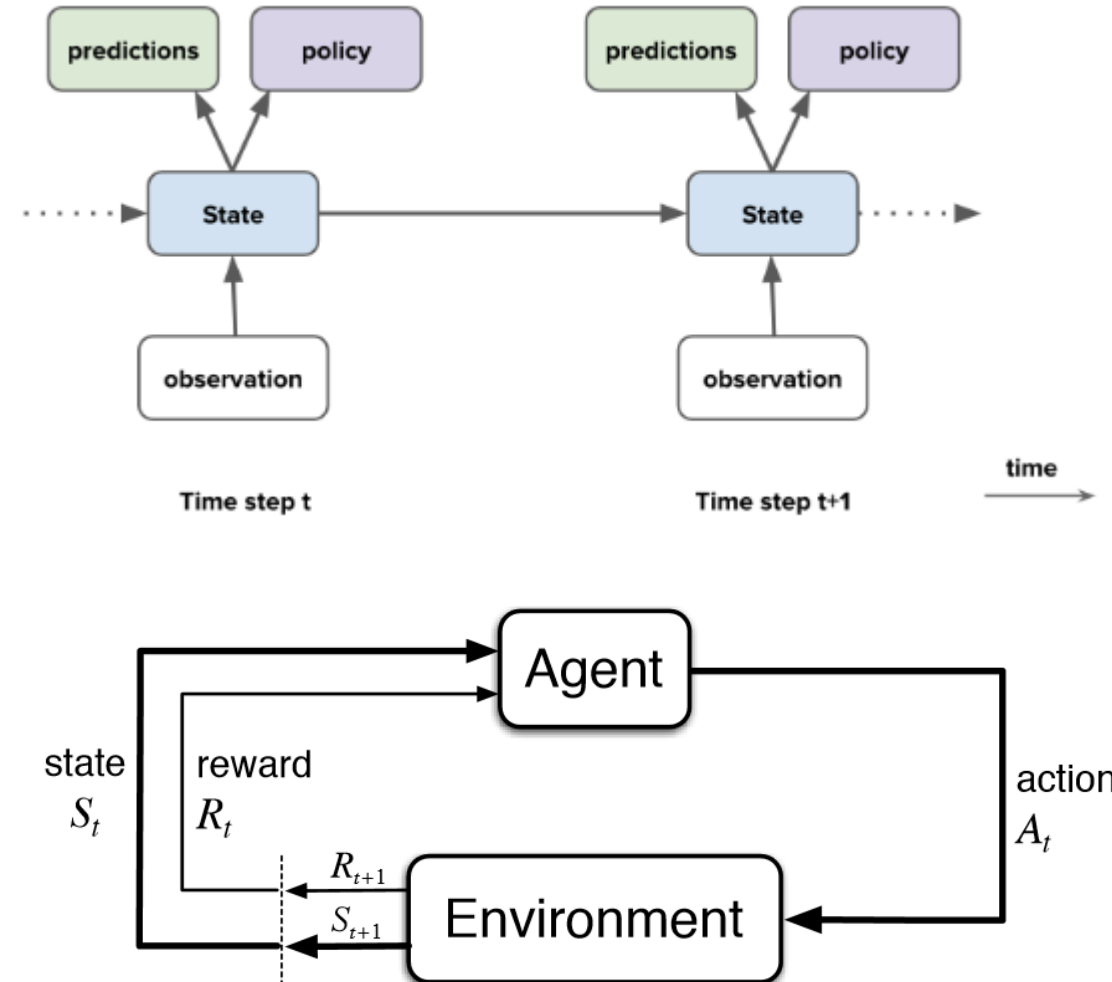 predictions policy predictions policy
State State
observation observation
time
Time step t Time step t+1
Agent
state reward action
S_t R_t A_t
R_{t+1}
S_{t+1}
Environment